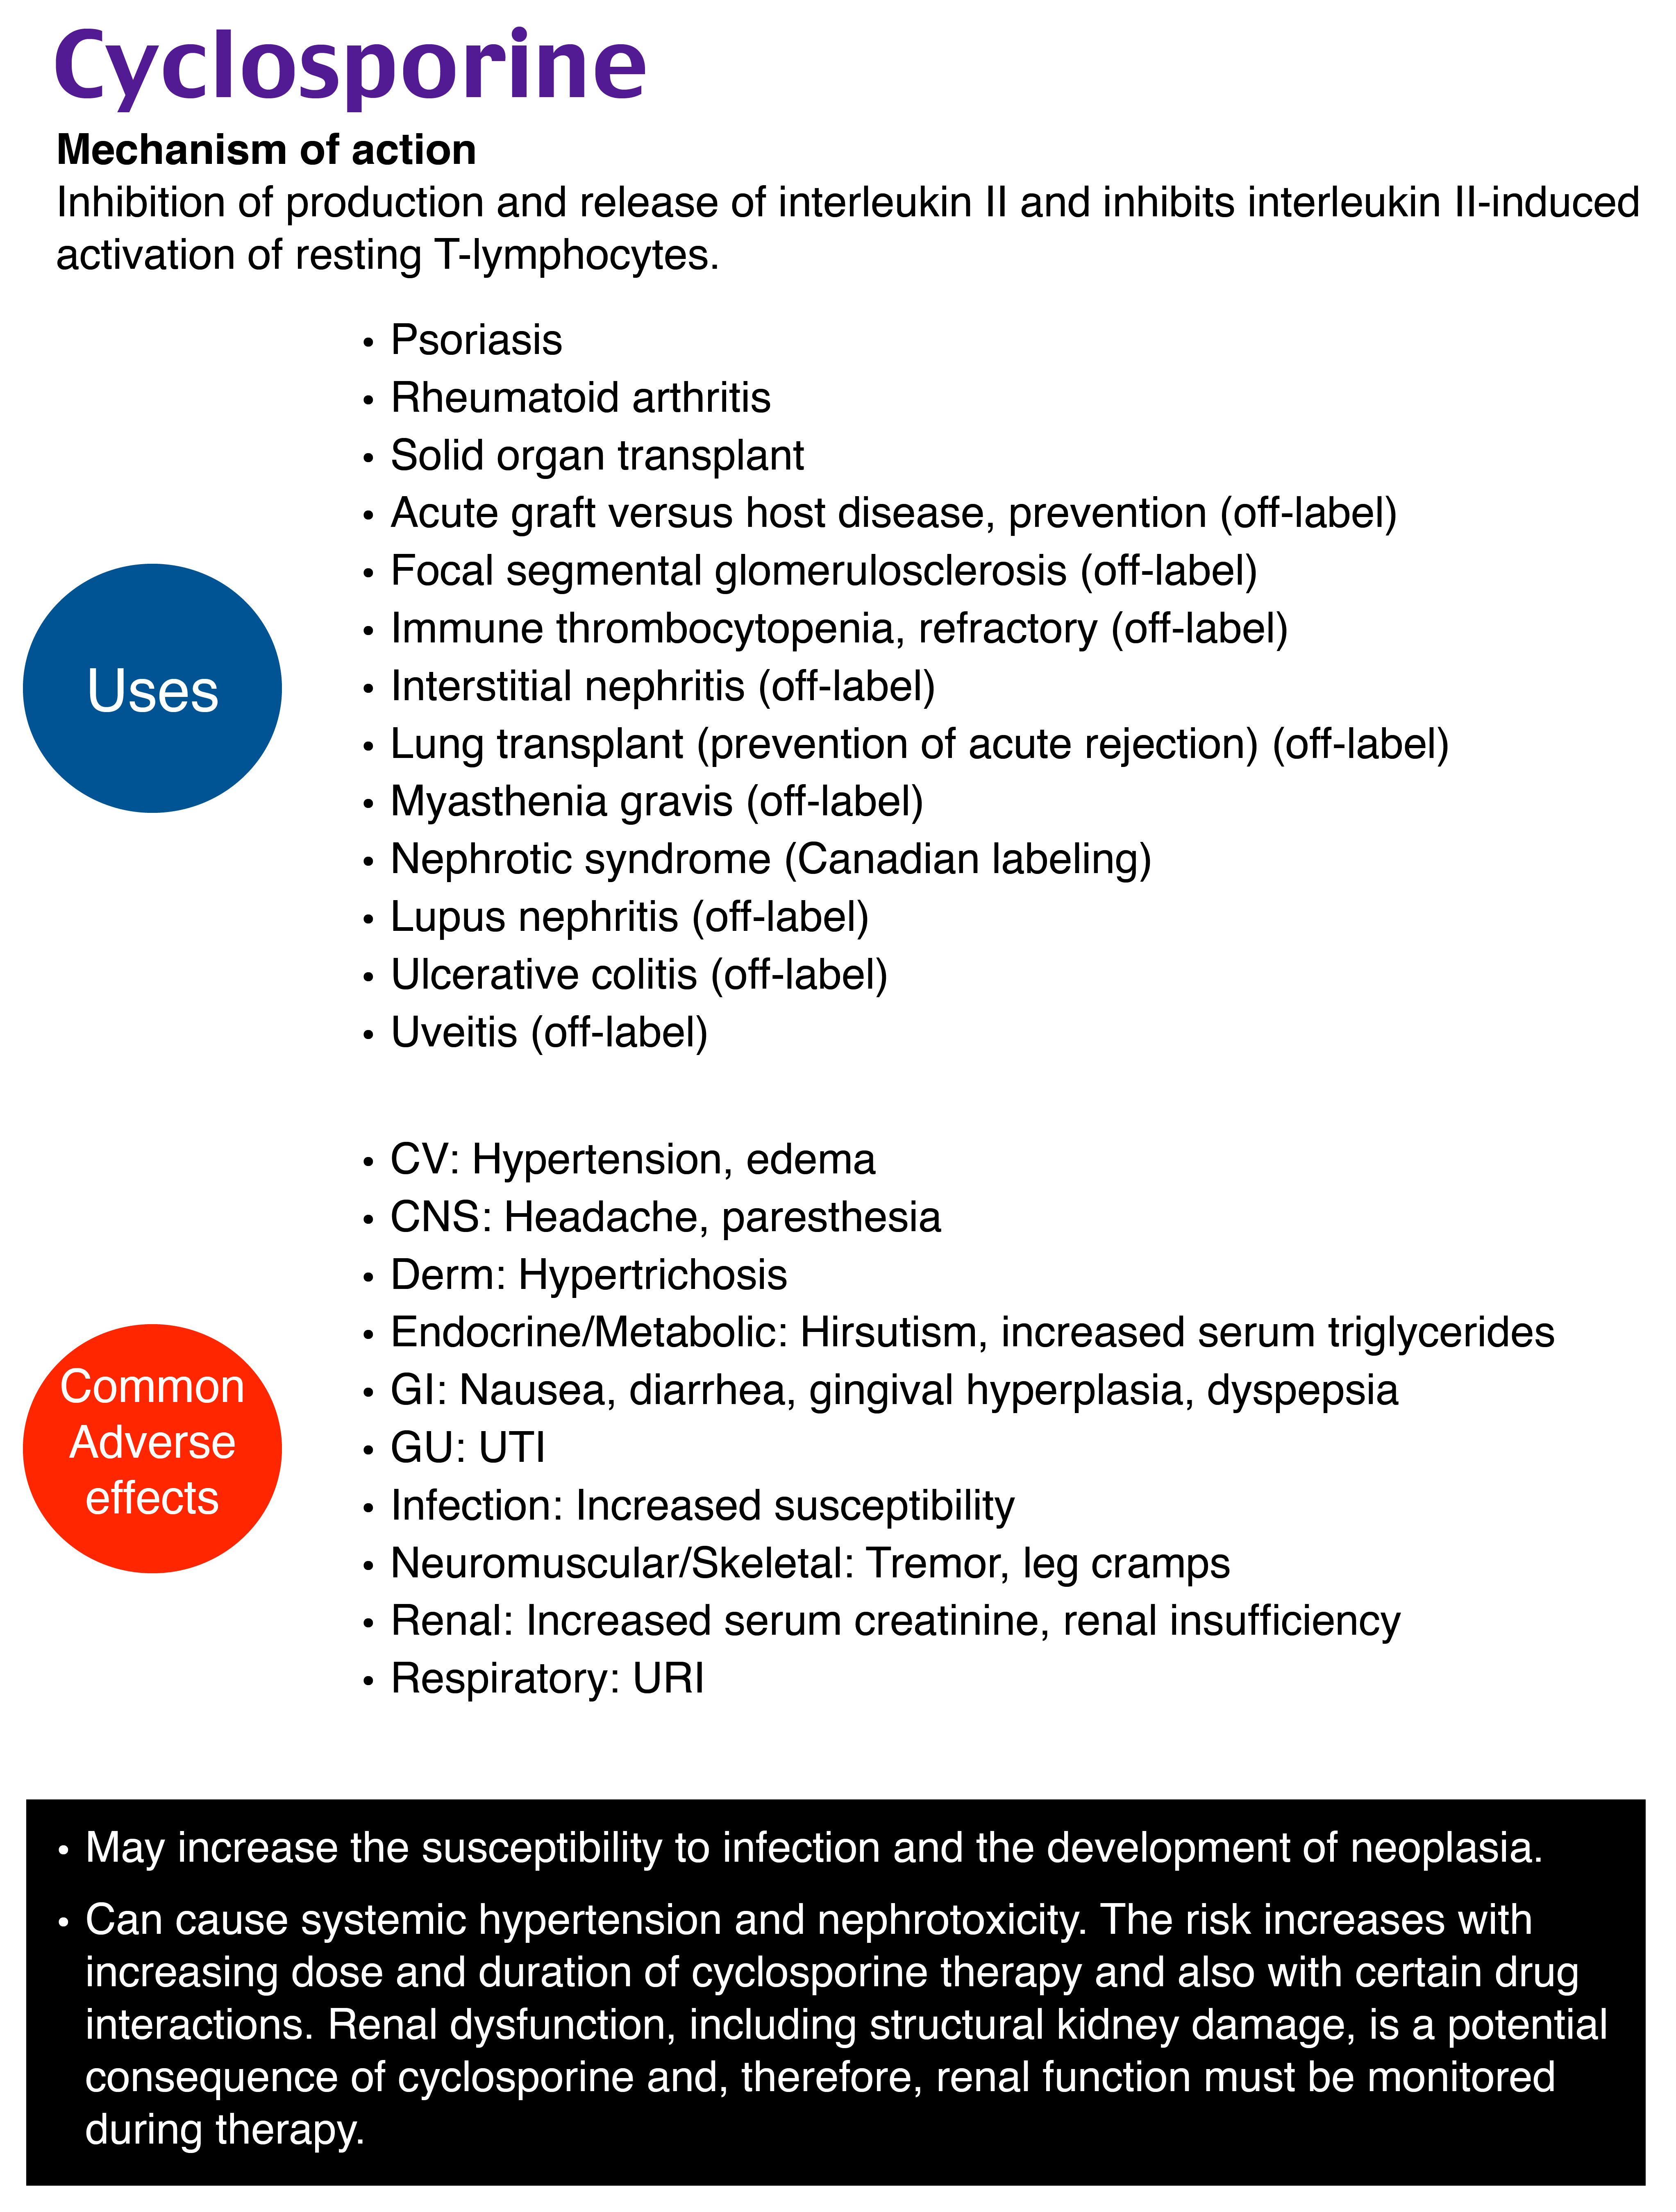 Cyclosporine
Mechanism of action
Inhibition of production and release of interleukin II and inhibits interleukin II-induced
activation of resting T-lymphocytes.
Uses
• Psoriasis
• Rheumatoid arthritis
• Solid organ transplant
• Acute graft versus host disease, prevention (off-label)
• Focal segmental glomerulosclerosis (off-label)
• Immune thrombocytopenia, refractory (off-label)
• Interstitial nephritis (off-label)
• Lung transplant (prevention of acute rejection) (off-label)
• Myasthenia gravis (off-label)
• Nephrotic syndrome (Canadian labeling)
• Lupus nephritis (off-label)
• Ulcerative colitis (off-label)
• Uveitis (off-label)
Common
Adverse
effects
• CV: Hypertension, edema
• CNS: Headache, paresthesia
• Derm: Hypertrichosis
• Endocrine/Metabolic: Hirsutism, increased serum triglycerides
• GI: Nausea, diarrhea, gingival hyperplasia, dyspepsia
• GU: UTI
• Infection: Increased susceptibility
• Neuromuscular/Skeletal: Tremor, leg cramps
• Renal: Increased serum creatinine, renal insufficiency
• Respiratory: URI
• May increase the susceptibility to infection and the development of neoplasia.
• Can cause systemic hypertension and nephrotoxicity. The risk increases with
increasing dose and duration of cyclosporine therapy and also with certain drug
interactions. Renal dysfunction, including structural kidney damage, is a potential
consequence of cyclosporine and, therefore, renal function must be monitored
during therapy.